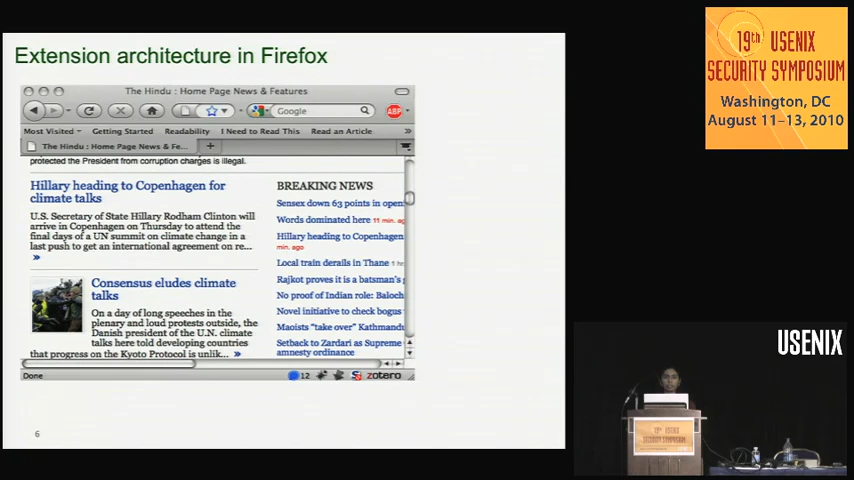 Extension architecture in Firefox
The Hindu : Home Page News & Features
Google
ABP
Most Visited
Getting Started
Readability
I Need to Read This
Read an Article
»
The Hindu : Home Page News & Fe...
protected the President from corruption charges is illegal.
Hillary heading to Copenhagen for
climate talks
U.S. Secretary of State Hillary Rodham Clinton will
arrive in Copenhagen on Thursday to attend the
final days of a UN summit on climate change in a
last push to get an international agreement on re...
»
Consensus eludes climate
talks
On a day of long speeches in the
plenary and loud protests outside, the
Danish president of the U.N. climate
talks here told developing countries
that progress on the Kyoto Protocol is unlik... »
BREAKING NEWS
Sensex down 63 points in open
Words dominated here 11 min. ag
Hillary heading to Copenhagen
min. ago
Local train derails in Thane 1 h
Rajkot proves it is a batsman's
No proof of Indian role: Baloch
Novel initiative to check bogus
Maoists "take over" Kathmand
Setback to Zardari as Supreme
amnesty ordinance
Done
12
zotero
6
19th USENIX
SECURITY SYMPOSIUM
Washington, DC
August 11–13, 2010
USENIX
19th USENIX
SECURITY SYMPOSIUM